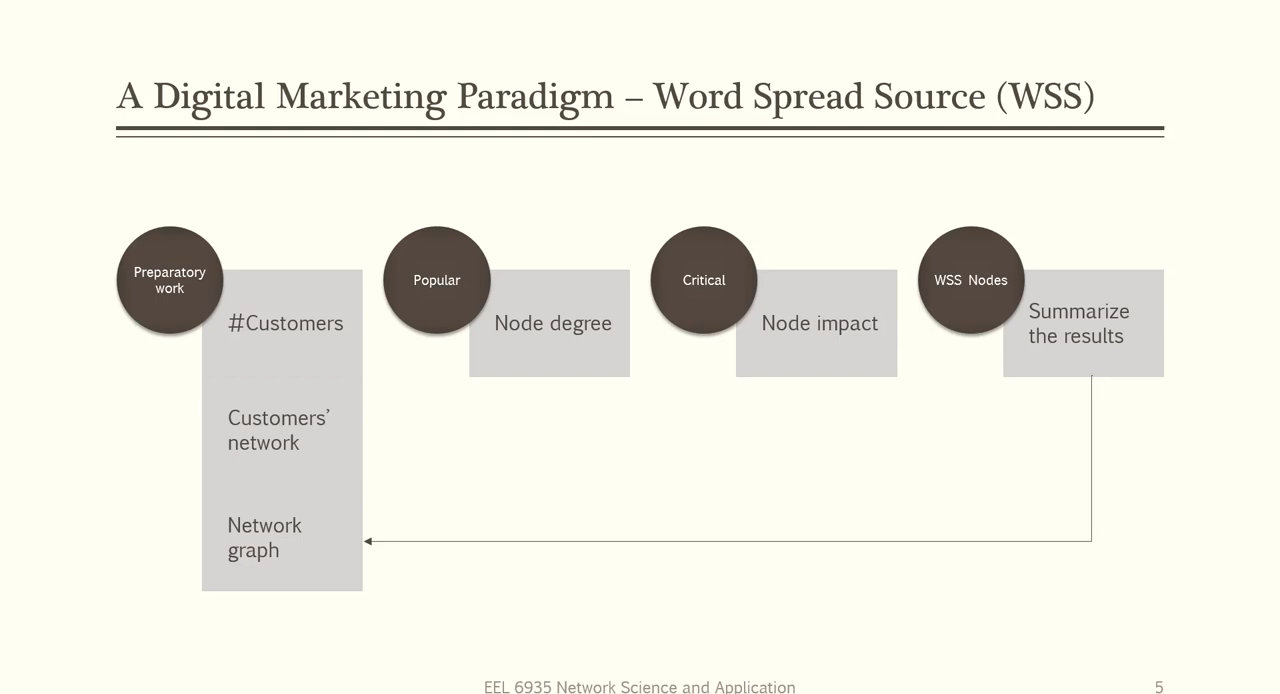 A Digital Marketing Paradigm – Word Spread Source (WSS)
Preparatory
work
#Customers
Customers’
network
Network
graph
Popular
Node degree
Critical
Node impact
WSS Nodes
Summarize
the results
EEL 6935 Network Science and Application
5